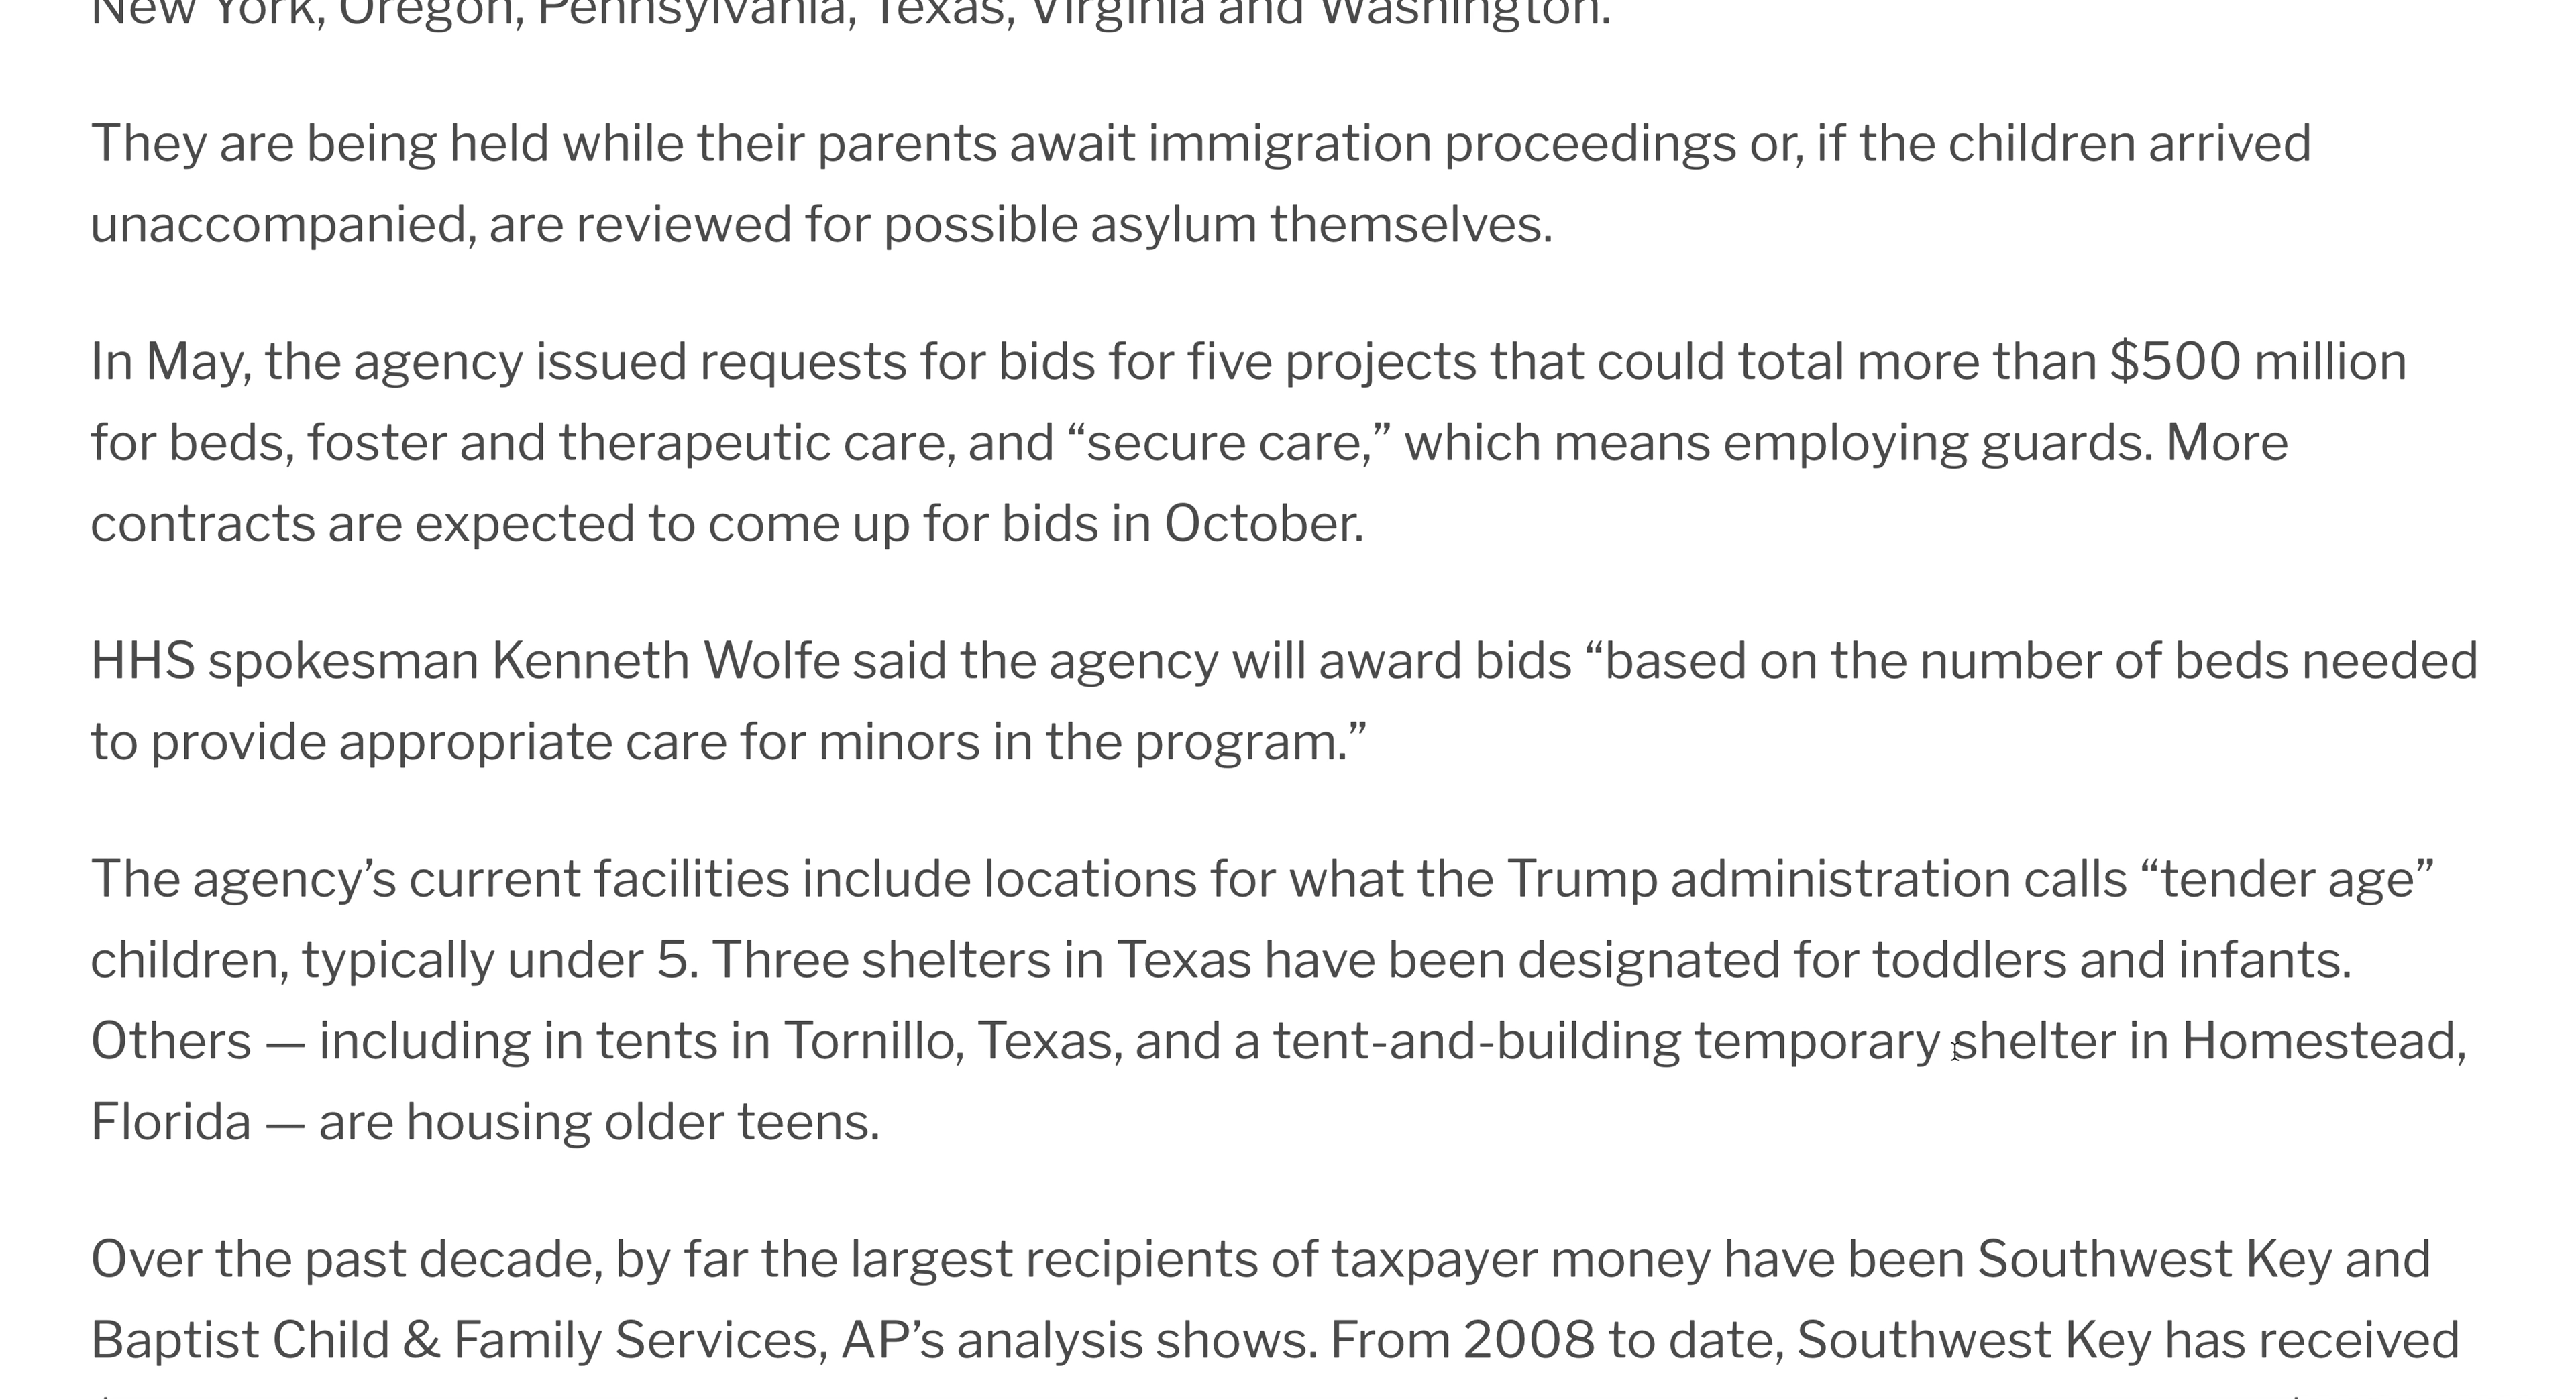 New York, Oregon, Pennsylvania, Texas, Virginia and Washington.
They are being held while their parents await immigration proceedings or, if the children arrived
unaccompanied, are reviewed for possible asylum themselves.
In May, the agency issued requests for bids for five projects that could total more than $500 million
for beds, foster and therapeutic care, and “secure care,” which means employing guards. More
contracts are expected to come up for bids in October.
HHS spokesman Kenneth Wolfe said the agency will award bids “based on the number of beds needed
to provide appropriate care for minors in the program.”
The agency’s current facilities include locations for what the Trump administration calls “tender age”
children, typically under 5. Three shelters in Texas have been designated for toddlers and infants.
Others — including in tents in Tornillo, Texas, and a tent-and-building temporary shelter in Homestead,
Florida — are housing older teens.
Over the past decade, by far the largest recipients of taxpayer money have been Southwest Key and
Baptist Child & Family Services, AP’s analysis shows. From 2008 to date, Southwest Key has received